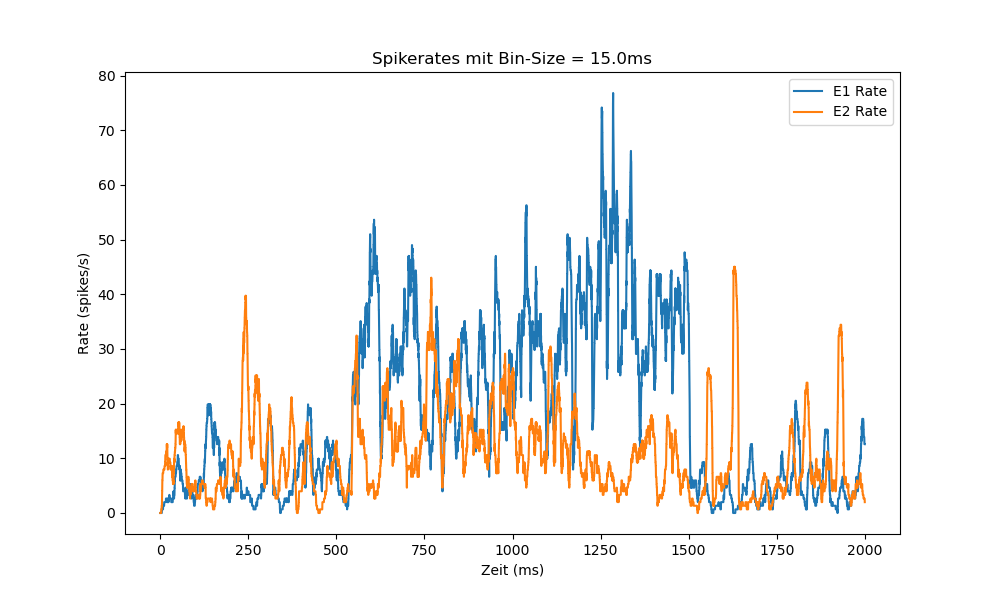 Spikerates mit Bin-Size = 15.0ms
E1 Rate
E2 Rate
80
70
60
50
40
30
20
10
0
Rate (spikes/s)
0 250 500 750 1000 1250 1500 1750 2000
Zeit (ms)